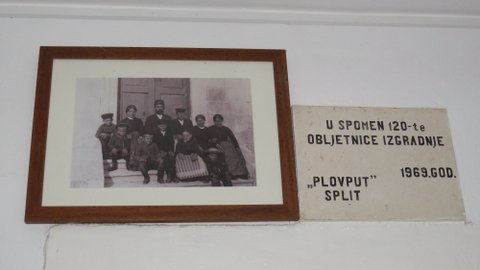 U SPOMEN 120-te
OBLJETNICE IZGRADNJE
1969.GOD.
„PLOVPUT”
SPLIT